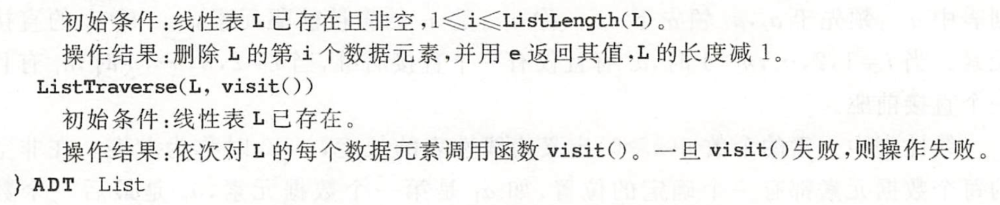 初始条件:线性表 L 已存在且非空,1≤i≤ListLength(L)。
操作结果:删除 L 的第 i 个数据元素,并用 e 返回其值,L 的长度减 1。
ListTraverse(L, visit())
初始条件:线性表 L 已存在。
操作结果:依次对 L 的每个数据元素调用函数 visit()。一旦 visit()失败,则操作失败。
} ADT List